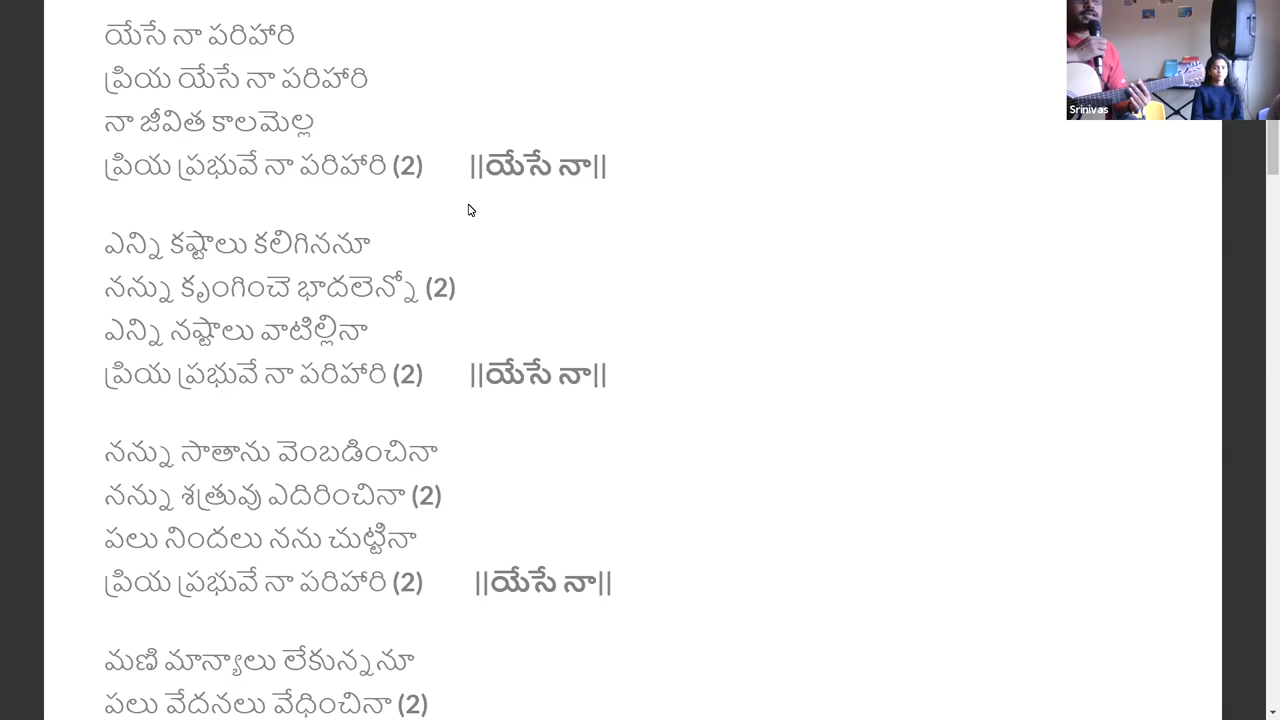 యేసే నా పరిహారి
ప్రియ యేసే నా పరిహారి
నా జీవిత కాలమెల్ల
ప్రియ ప్రభువే నా పరిహారి (2) ||యేసే నా||
ఎన్ని కష్టాలు కలిగిననూ
నన్ను కృంగించె భాదలెన్నో (2)
ఎన్ని నష్టాలు వాటిల్లినా
ప్రియ ప్రభువే నా పరిహారి (2) ||యేసే నా||
నన్ను సాతాను వెంబడించినా
నన్ను శత్రువు ఎదిరించినా (2)
పలు నిందలు నను చుట్టినా
ప్రియ ప్రభువే నా పరిహారి (2) ||యేసే నా||
మణి మాన్యాలు లేకున్ననూ
పలు వేదనలు వేధించినా (2)
Srinivas